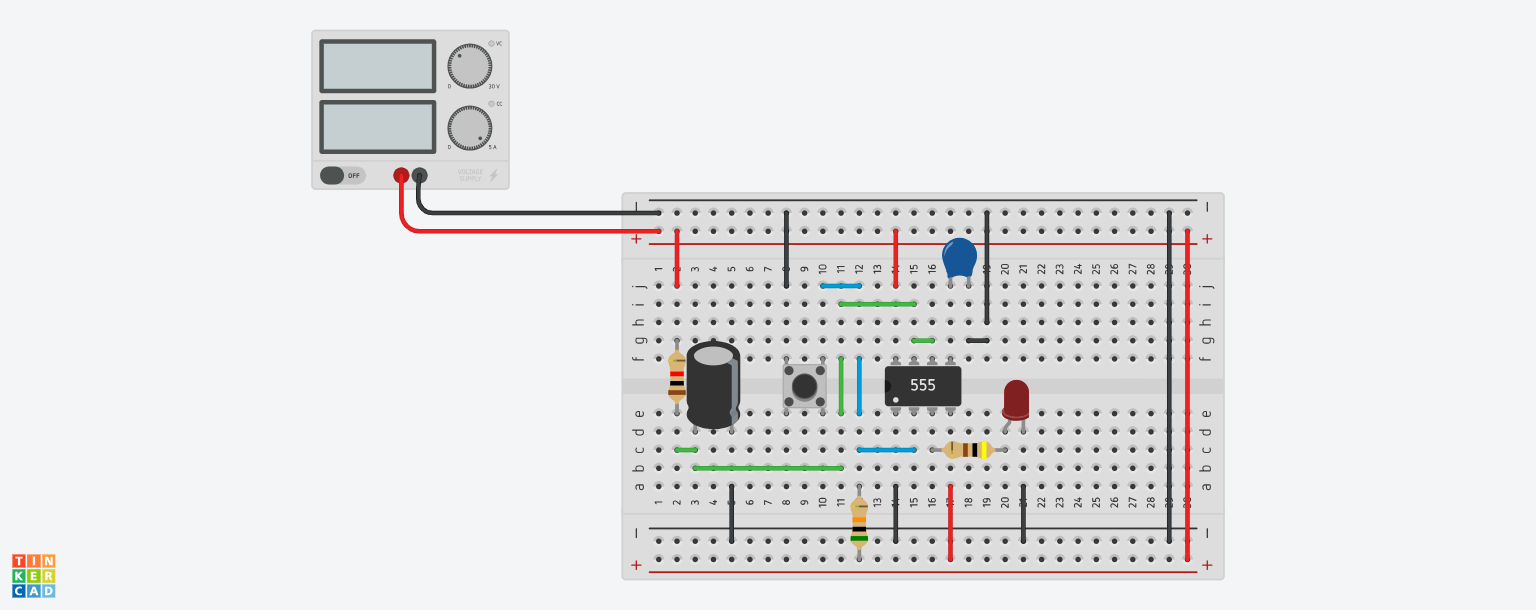 VC
0
30 V
CC
0
5 A
OFF
VOLTAGE
SUPPLY
− −
+ +
1 2 3 4 5 6 7 8 9 10 11 12 13 14 15 16 19 20 21 22 23 24 25 26 27 28 29 30
j j
i i
h h
g g
f f
555
e e
d d
c c
b b
a a
1 2 3 4 5 6 7 8 9 10 11 12 13 14 15 16 17 18 19 20 21 22 23 24 25 26 27 28 29 30
− −
+ +
TIN
KER
CAD